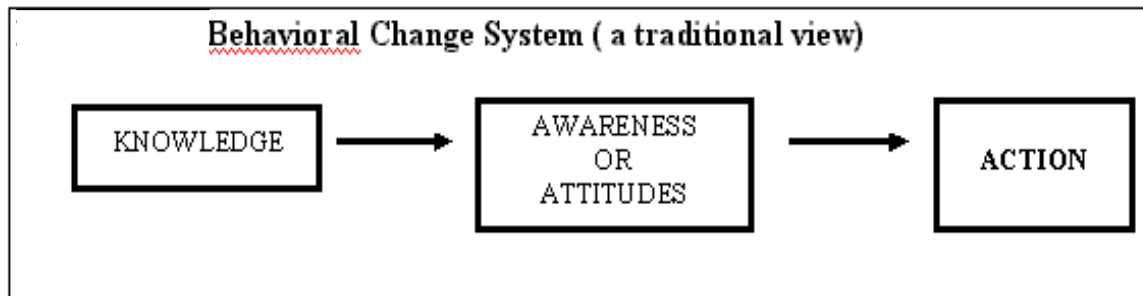 Behavioral Change System ( a traditional view)
KNOWLEDGE
AWARENESS
OR
ATTITUDES
ACTION